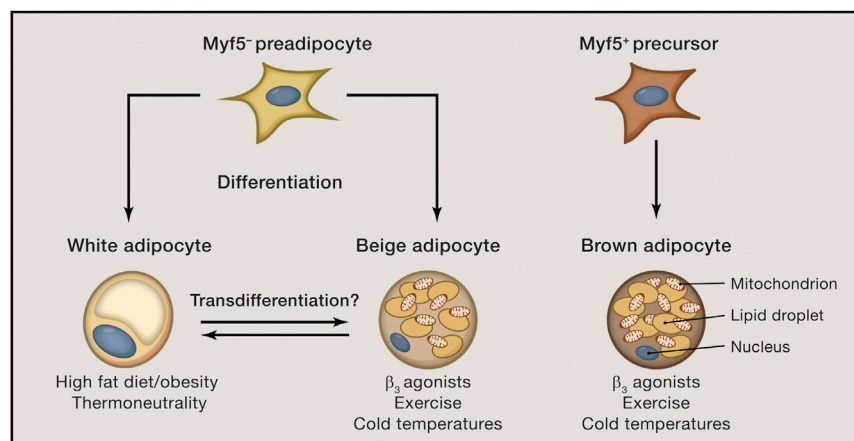 Myf5⁻ preadipocyte
Myf5⁺ precursor
Differentiation
White adipocyte
Beige adipocyte
Brown adipocyte
Transdifferentiation?
Mitochondrion
Lipid droplet
Nucleus
High fat diet/obesity
Thermoneutrality
β₃ agonists
Exercise
Cold temperatures
β₃ agonists
Exercise
Cold temperatures